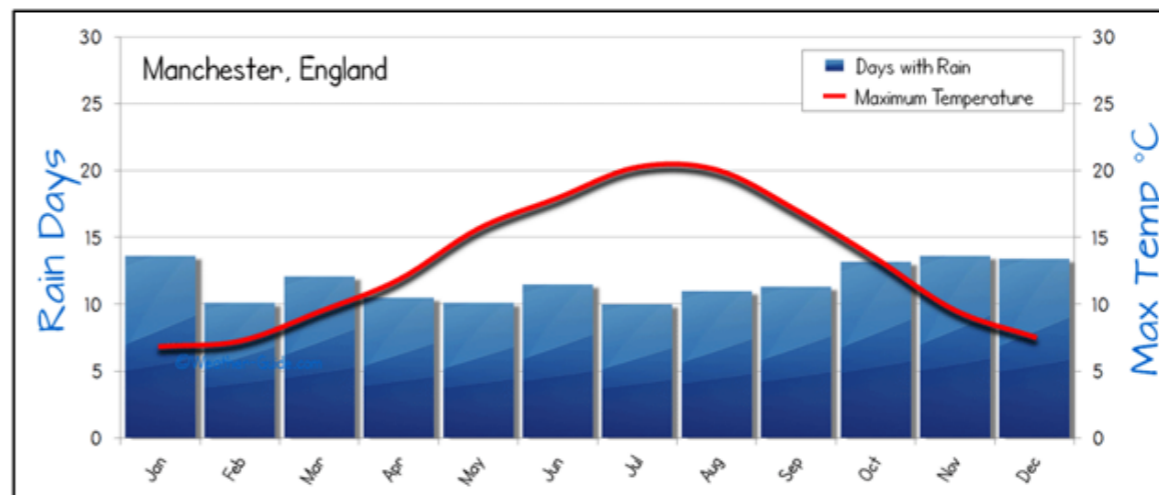 Manchester, England
Days with Rain
Maximum Temperature
Rain Days
Max Temp °C
30
25
20
15
10
5
0
30
25
20
15
10
5
0
Jan
Feb
Mar
Apr
May
Jun
Jul
Aug
Sep
Oct
Nov
Dec